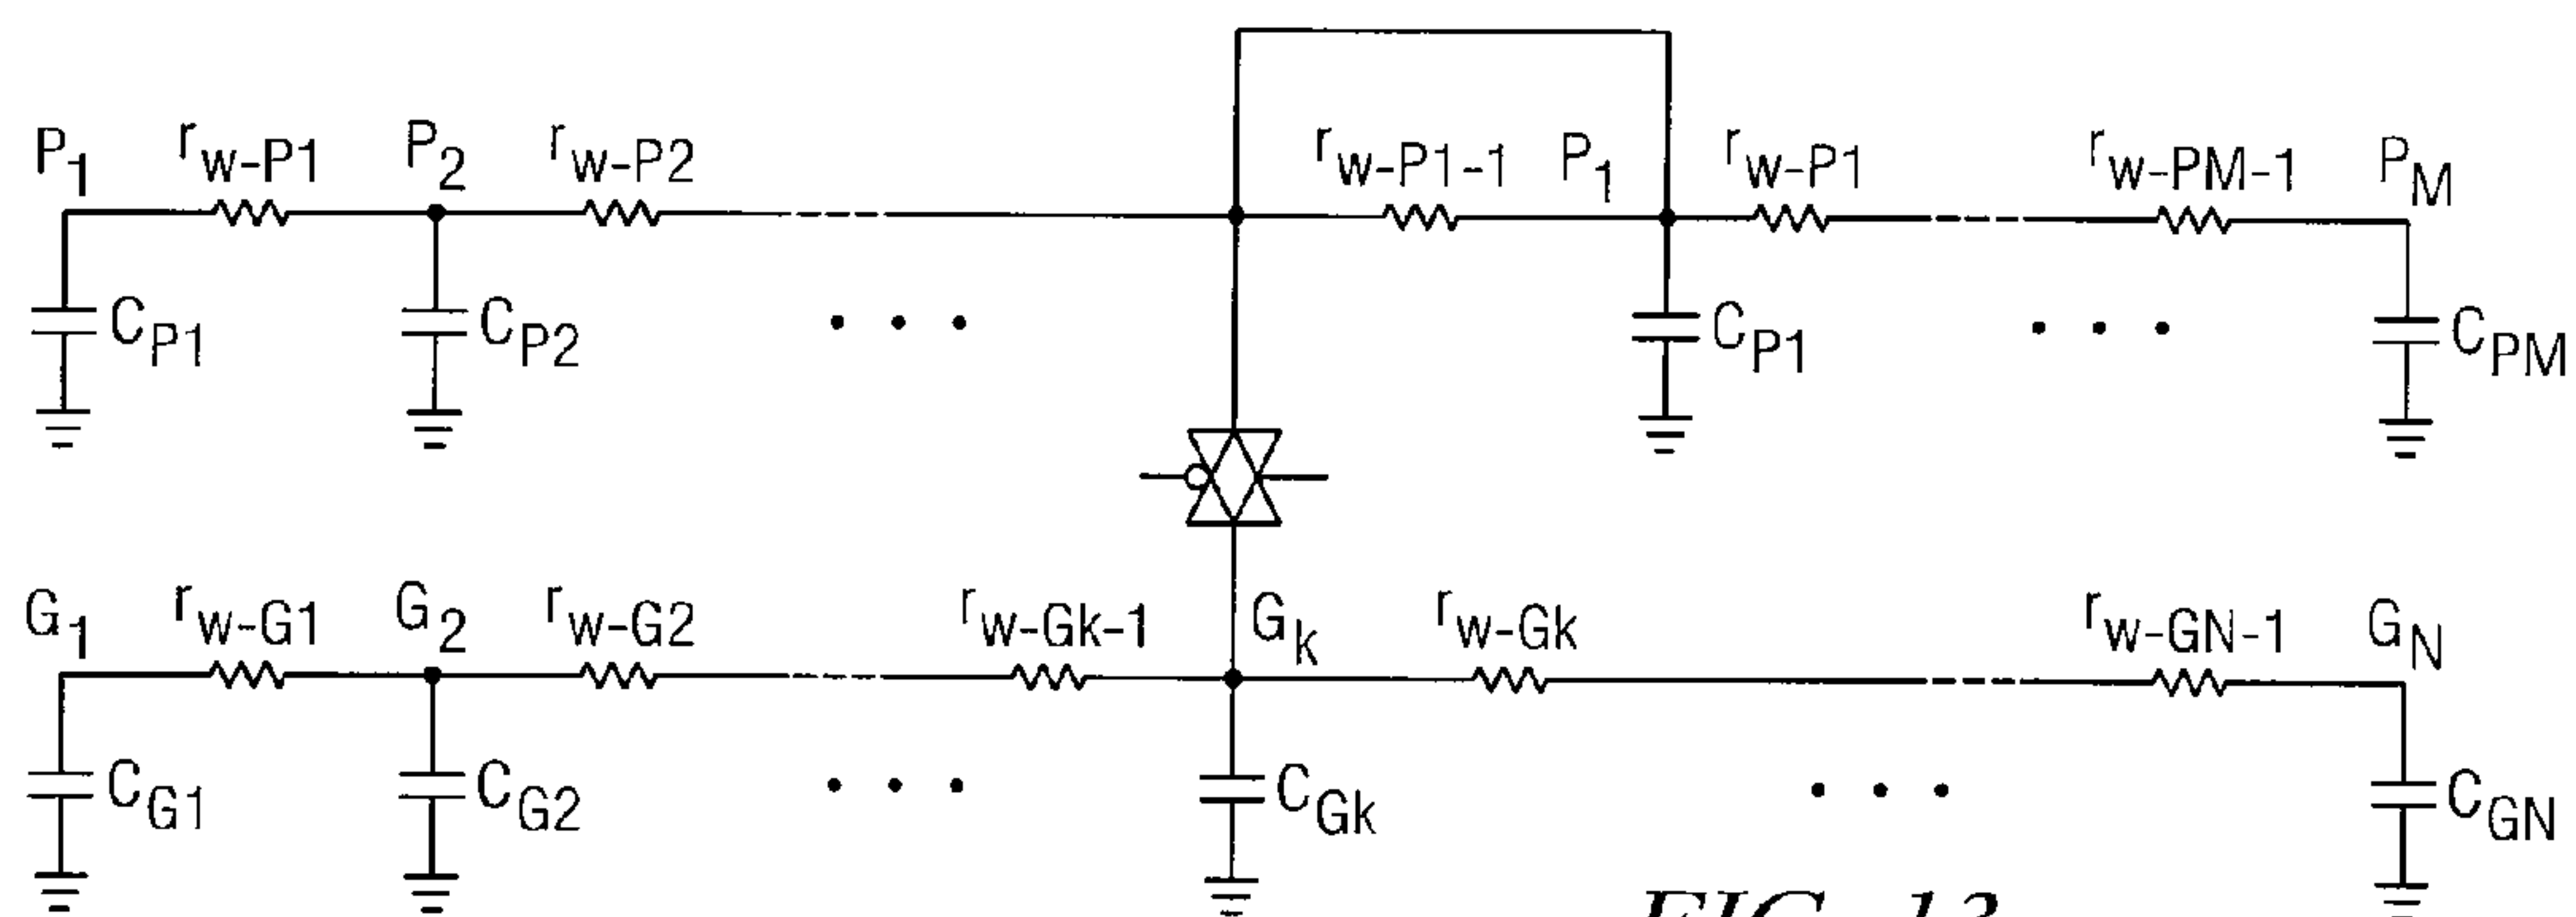 P1 rw-P1 P2 rw-P2 rw-P1-1 P1 rw-P1 rw-PM-1 PM
CP1 CP2 CP1 CPM
G1 rw-G1 G2 rw-G2 rw-Gk-1 Gk rw-Gk rw-GN-1 GN
CG1 CG2 CGk CGN
FIG. 13